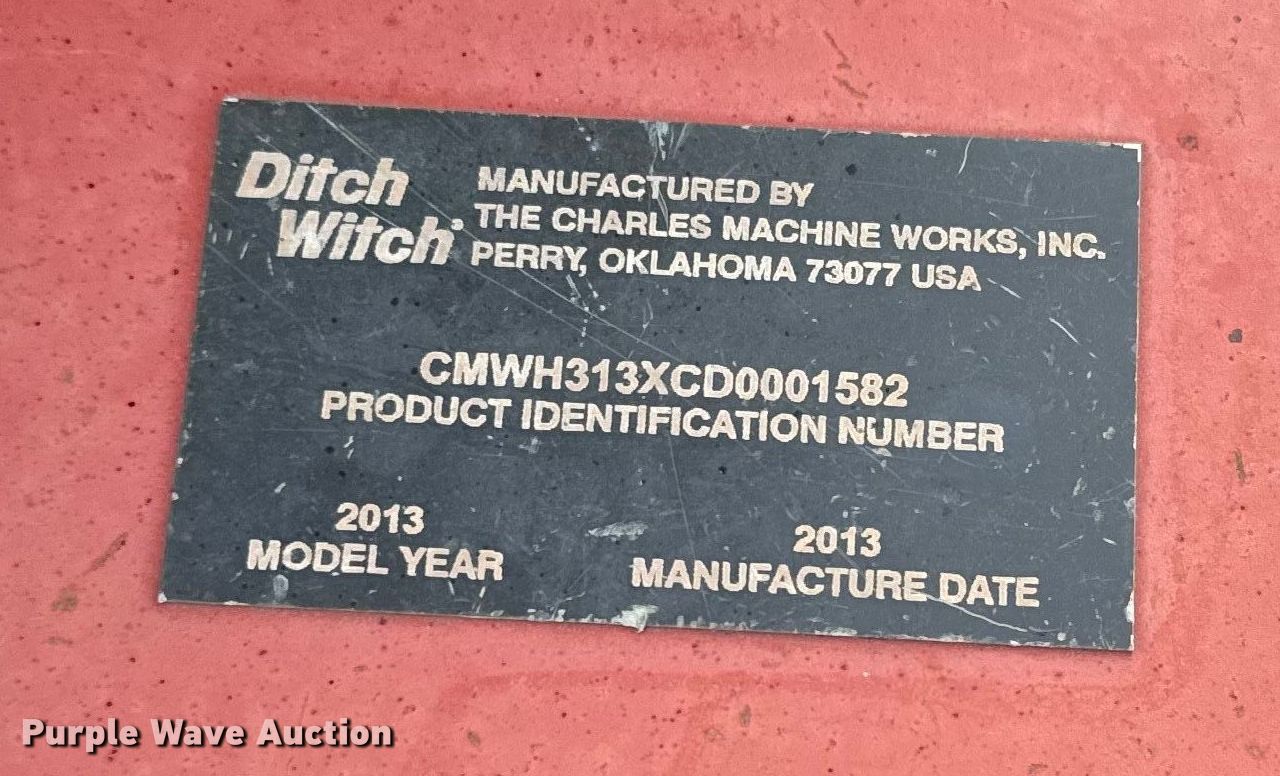 Ditch
Witch®
MANUFACTURED BY
THE CHARLES MACHINE WORKS, INC.
PERRY, OKLAHOMA 73077 USA
CMWH313XCD0001582
PRODUCT IDENTIFICATION NUMBER
2013
MODEL YEAR
2013
MANUFACTURE DATE
Purple Wave Auction